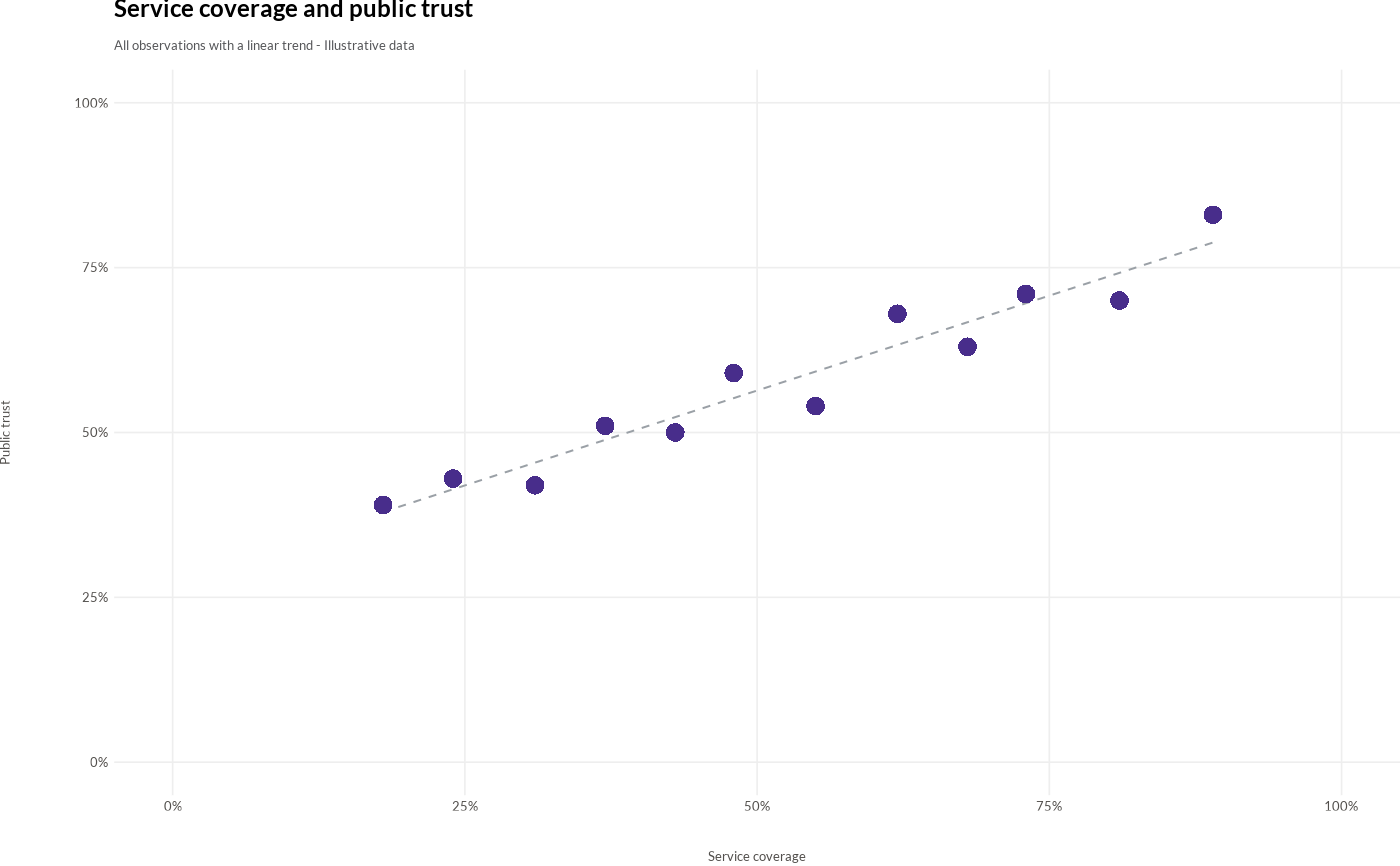 Service coverage and public trust
All observations with a linear trend - Illustrative data
Public trust
100%
75%
50%
25%
0%
0%
25%
50%
75%
100%
Service coverage